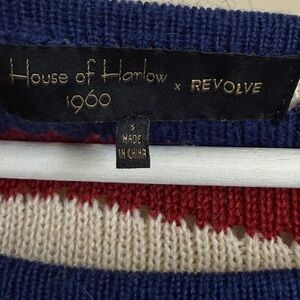 House of Harlow x REVOLVE
1960
S
MADE
IN CHINA